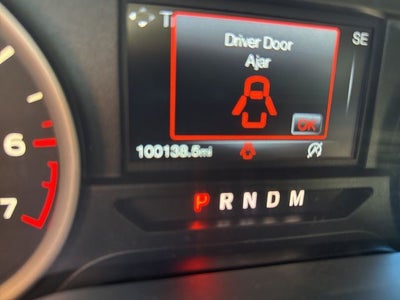 T
SE
Driver Door
Ajar
OK
100138.5mi
6
7
P R N D M